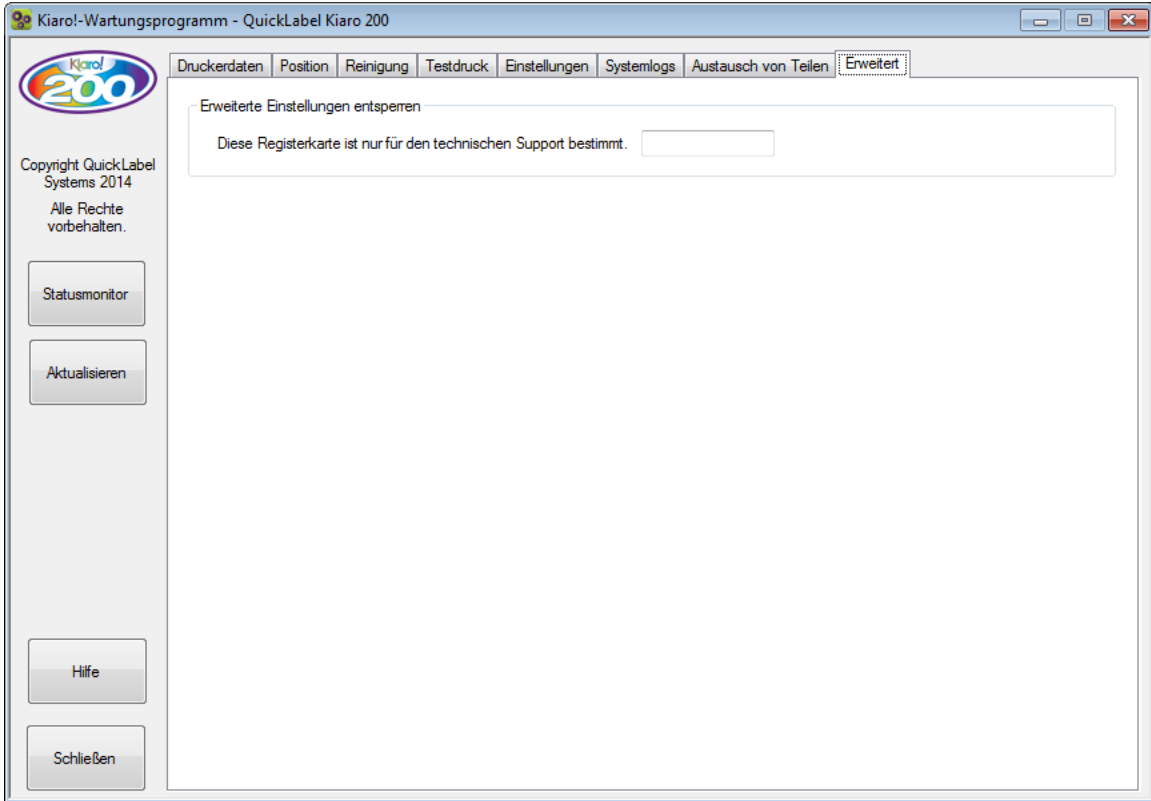 Kiaro!-Wartungsprogramm - QuickLabel Kiaro 200
Kiaro!
200
Copyright QuickLabel
Systems 2014
Alle Rechte
vorbehalten.
Statusmonitor
Aktualisieren
Hilfe
Schließen
Druckerdaten Position Reinigung Testdruck Einstellungen Systemlogs Austausch von Teilen Erweitert
Erweiterte Einstellungen entsperren
Diese Registerkarte ist nur für den technischen Support bestimmt.